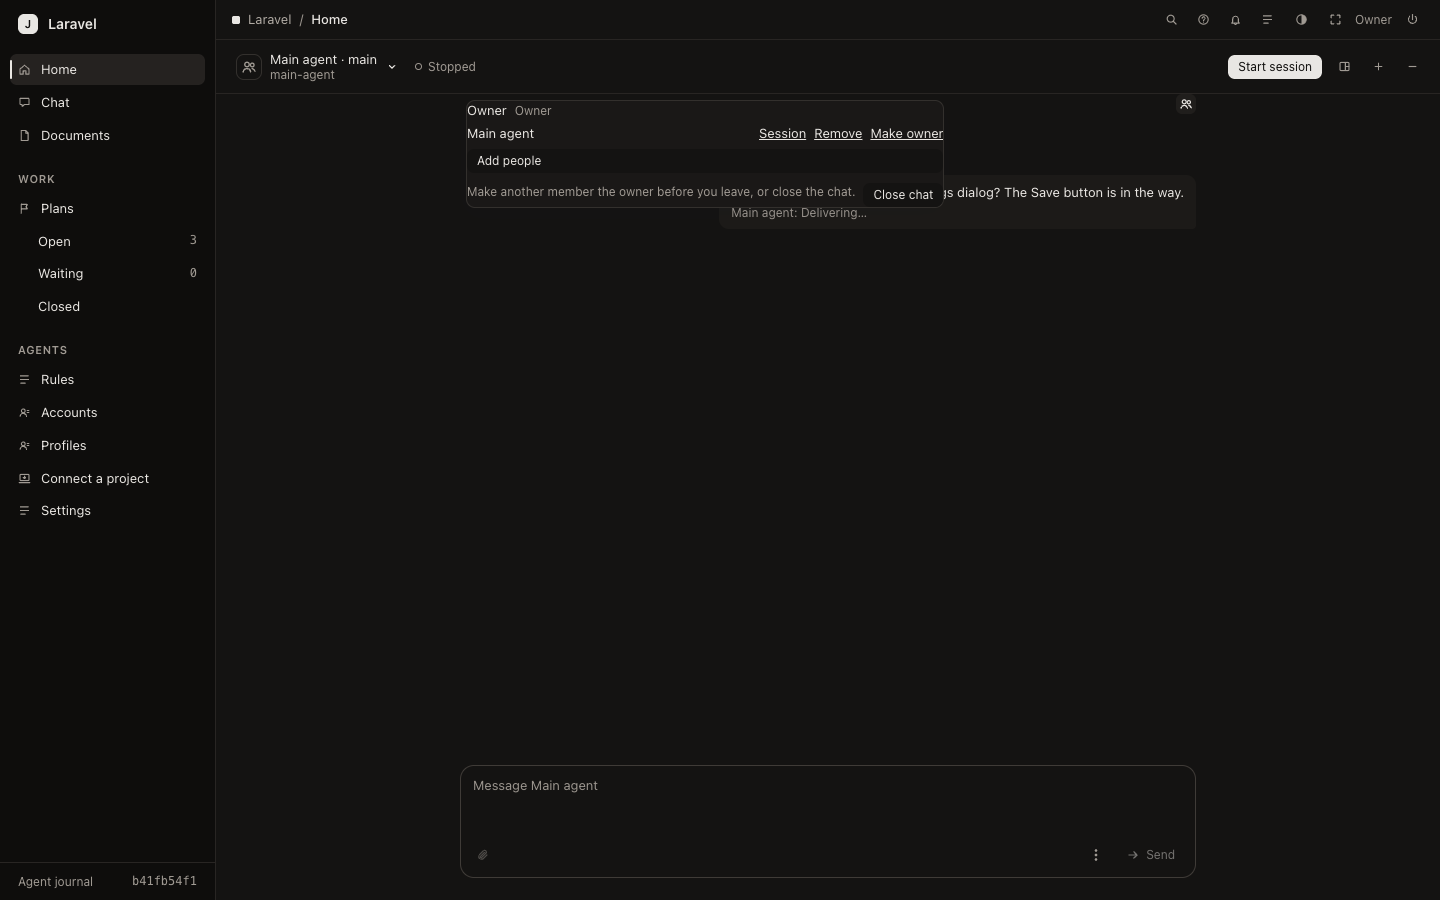 J Laravel
Home
Chat
Documents
WORK
Plans
Open 3
Waiting 0
Closed
AGENTS
Rules
Accounts
Profiles
Connect a project
Settings
Agent journal b41fb54f1
Laravel / Home
Owner
Main agent · main
main-agent
Stopped
Start session
Owner Owner
Main agent Session Remove Make owner
Add people
Make another member the owner before you leave, or close the chat. Close chat
dialog? The Save button is in the way.
Main agent: Delivering...
Message Main agent
Send